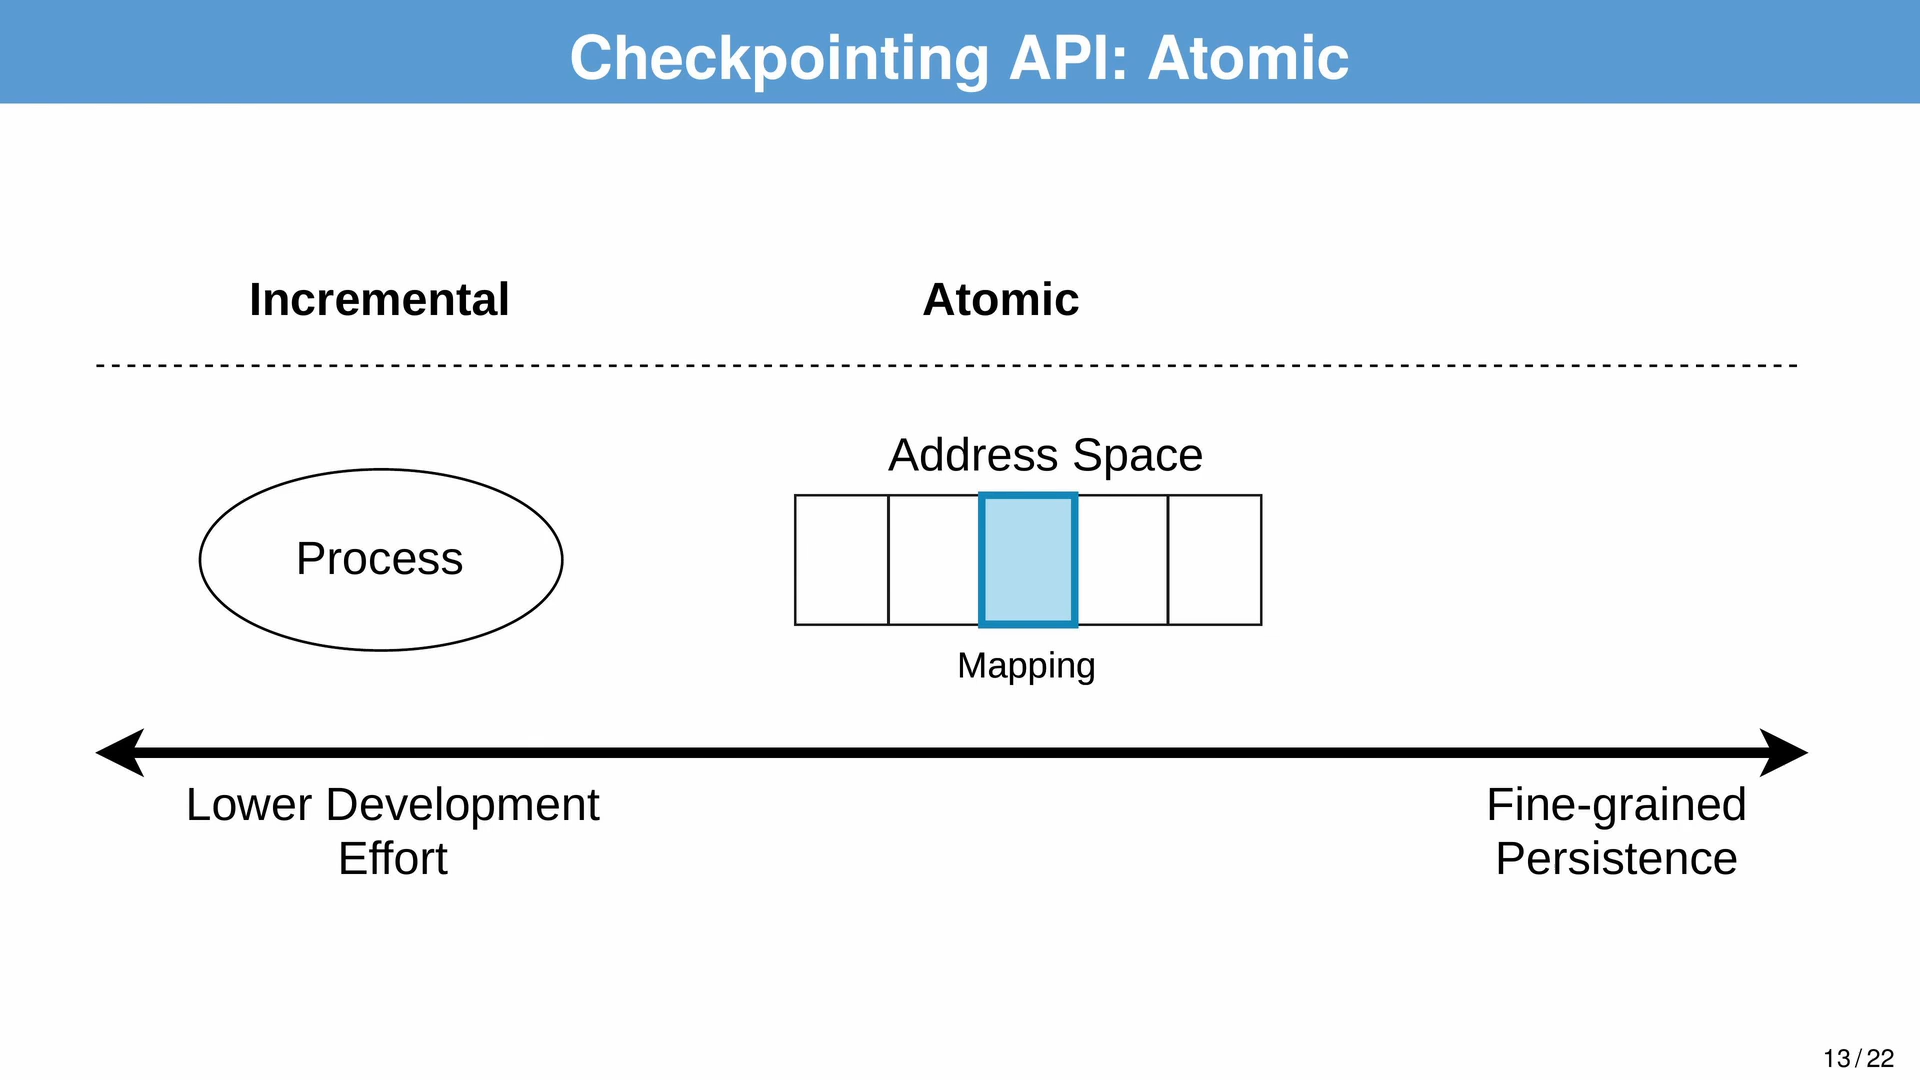 Checkpointing API: Atomic
Incremental
Atomic
Address Space
Process
Mapping
Lower Development
Effort
Fine-grained
Persistence
13 / 22